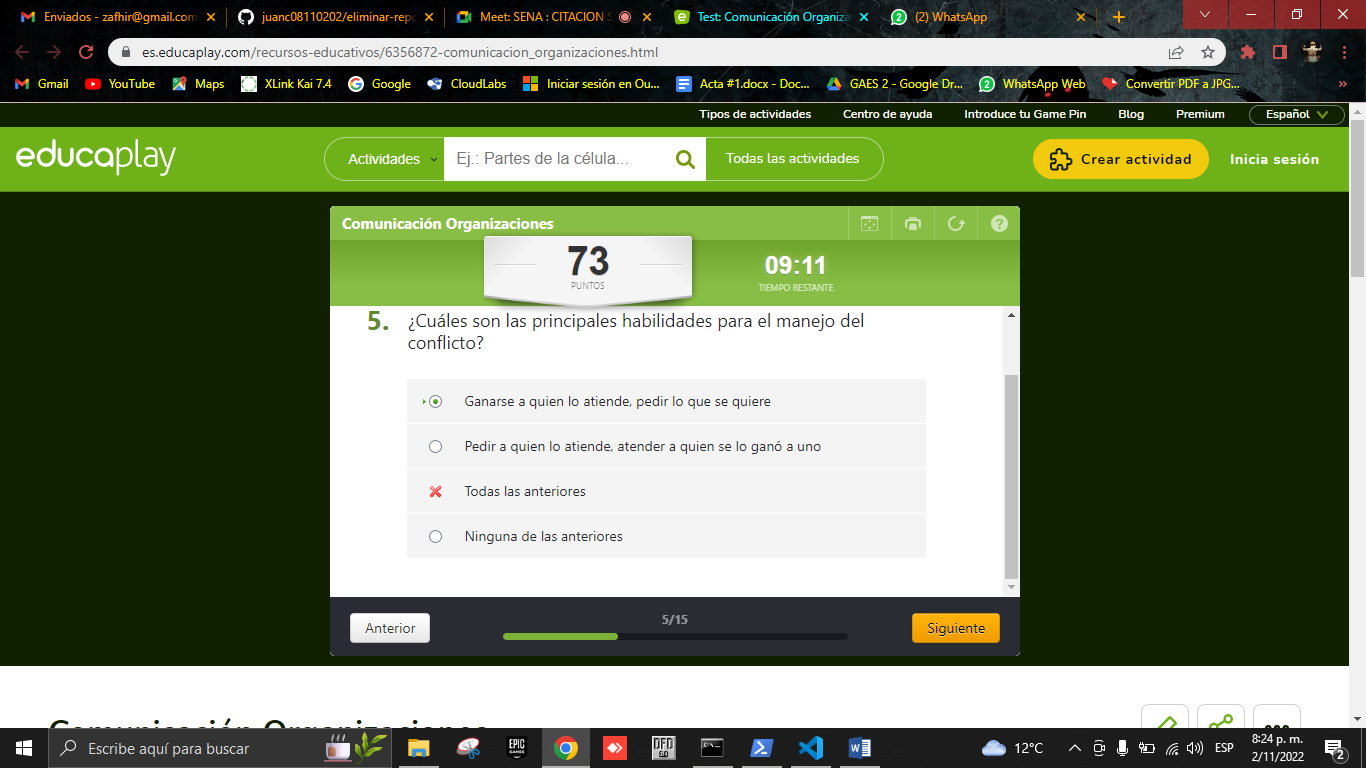 Enviados - zafhir@gmail.com
juanc08110202/eliminar-repo
Meet: SENA : CITACION S
Test: Comunicación Organiza
(2) WhatsApp
es.educaplay.com/recursos-educativos/6356872-comunicacion_organizaciones.html
Gmail
YouTube
Maps
XLink Kai 7.4
Google
CloudLabs
Iniciar sesión en Ou...
Acta #1.docx - Doc...
GAES 2 - Google Dr...
WhatsApp Web
Convertir PDF a JPG...
»
Tipos de actividades
Centro de ayuda
Introduce tu Game Pin
Blog
Premium
Español
educaplay
Actividades
Ej.: Partes de la célula...
Todas las actividades
Crear actividad
Inicia sesión
Comunicación Organizaciones
?
73
PUNTOS
09:11
TIEMPO RESTANTE
5. ¿Cuáles son las principales habilidades para el manejo del
conflicto?
Ganarse a quien lo atiende, pedir lo que se quiere
Pedir a quien lo atiende, atender a quien se lo ganó a uno
Todas las anteriores
Ninguna de las anteriores
Anterior
5/15
Siguiente
Comunicación Organizaciones
Escribe aquí para buscar
EPIC
GAMES
12°C
ESP
8:24 p. m.
2/11/2022
2